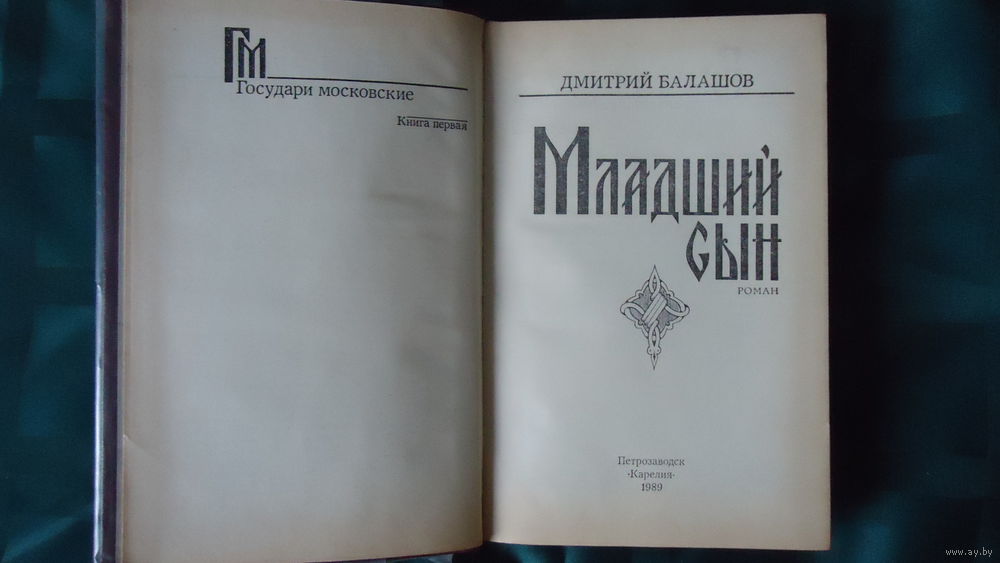 ГМ
Государи московские
Книга первая
ДМИТРИЙ БАЛАШОВ
Младший
сын
РОМАН
Петрозаводск
«Карелия»
1989
www.ay.by